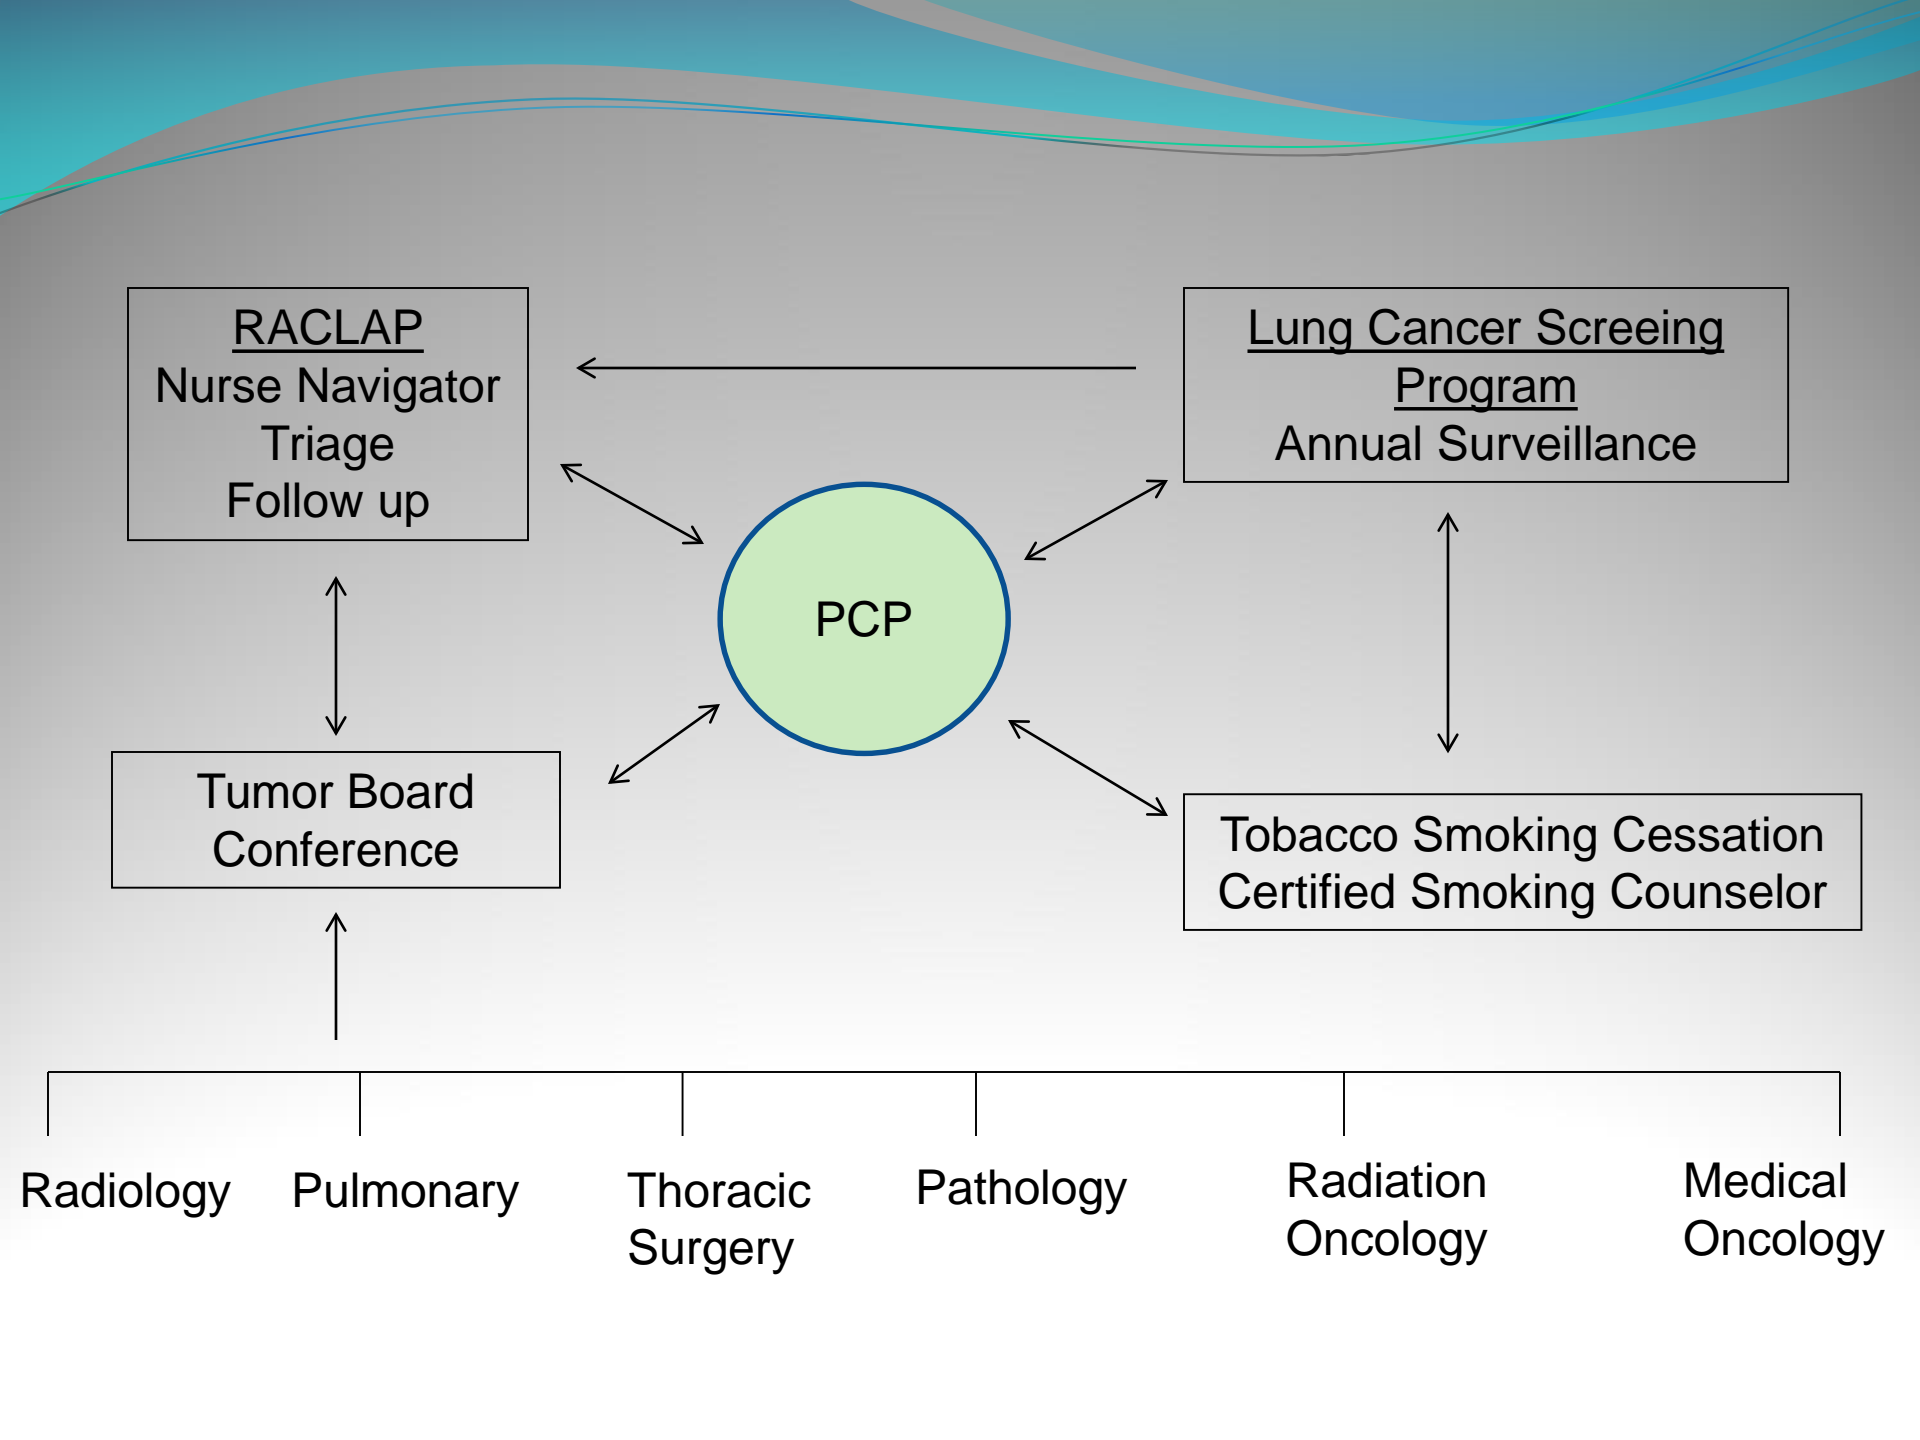 RACLAP
Nurse Navigator
Triage
Follow up
Lung Cancer Screeing
Program
Annual Surveillance
PCP
Tumor Board
Conference
Tobacco Smoking Cessation
Certified Smoking Counselor
Radiology
Pulmonary
Thoracic
Surgery
Pathology
Radiation
Oncology
Medical
Oncology